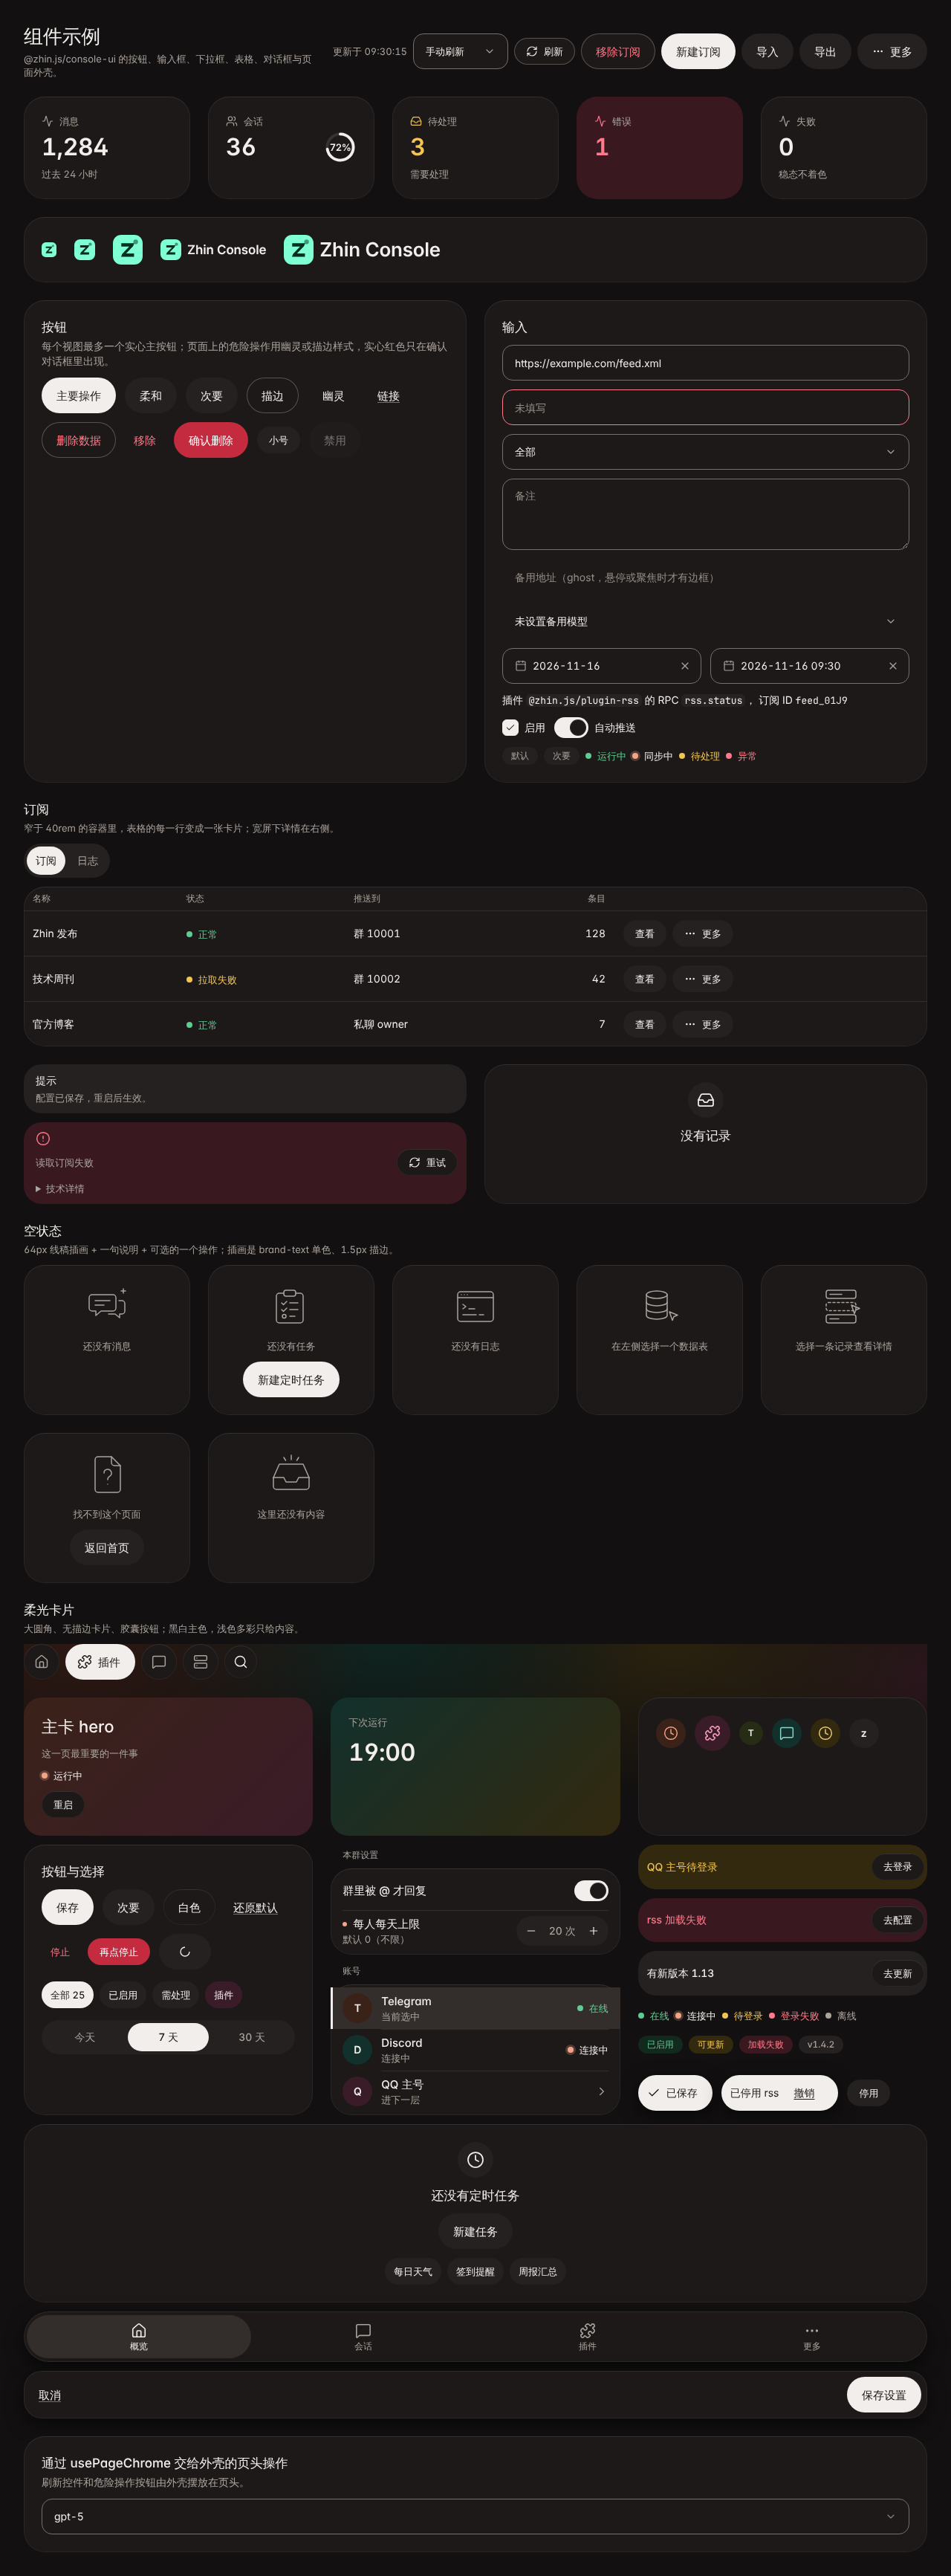 组件示例
@zhin.js/console-ui 的按钮、输入框、下拉框、表格、对话框与页
面外壳。
更新于 09:30:15
手动刷新
刷新
移除订阅
新建订阅
导入
导出
更多
消息
1,284
过去 24 小时
会话
36
72%
待处理
3
需要处理
错误
1
失败
0
稳态不着色
Zhin Console
Zhin Console
按钮
每个视图最多一个实心主按钮；页面上的危险操作用幽灵或描边样式，实心红色只在确认
对话框里出现。
主要操作
柔和
次要
描边
幽灵
链接
删除数据
移除
确认删除
小号
禁用
输入
https://example.com/feed.xml
未填写
全部
备注
备用地址（ghost，悬停或聚焦时才有边框）
未设置备用模型
2026-11-16
2026-11-16 09:30
插件 @zhin.js/plugin-rss 的 RPC rss.status ，订阅 ID feed_01J9
启用
自动推送
默认
次要
运行中
同步中
待处理
异常
订阅
窄于 40rem 的容器里，表格的每一行变成一张卡片；宽屏下详情在右侧。
订阅
日志
名称 状态 推送到 条目
Zhin 发布 正常 群 10001 128 查看 更多
技术周刊 拉取失败 群 10002 42 查看 更多
官方博客 正常 私聊 owner 7 查看 更多
提示
配置已保存，重启后生效。
读取订阅失败
重试
技术详情
没有记录
空状态
64px 线稿插画 + 一句说明 + 可选的一个操作；插画是 brand-text 单色、1.5px 描边。
还没有消息
还没有任务
新建定时任务
还没有日志
在左侧选择一个数据表
选择一条记录查看详情
找不到这个页面
返回首页
这里还没有内容
柔光卡片
大圆角、无描边卡片、胶囊按钮；黑白主色，浅色多彩只给内容。
插件
主卡 hero
这一页最重要的一件事
运行中
重启
下次运行
19:00
T
z
按钮与选择
保存
次要
白色
还原默认
停止
再点停止
全部 25
已启用
需处理
插件
今天
7 天
30 天
本群设置
群里被 @ 才回复
每人每天上限
默认 0（不限）
20 次
账号
T
Telegram
当前选中
在线
D
Discord
连接中
连接中
Q
QQ 主号
进下一层
QQ 主号待登录
去登录
rss 加载失败
去配置
有新版本 1.13
去更新
在线
连接中
待登录
登录失败
离线
已启用
可更新
加载失败
v1.4.2
已保存
已停用 rss
撤销
停用
还没有定时任务
新建任务
每日天气
签到提醒
周报汇总
概览
会话
插件
更多
取消
保存设置
通过 usePageChrome 交给外壳的页头操作
刷新控件和危险操作按钮由外壳摆放在页头。
gpt-5